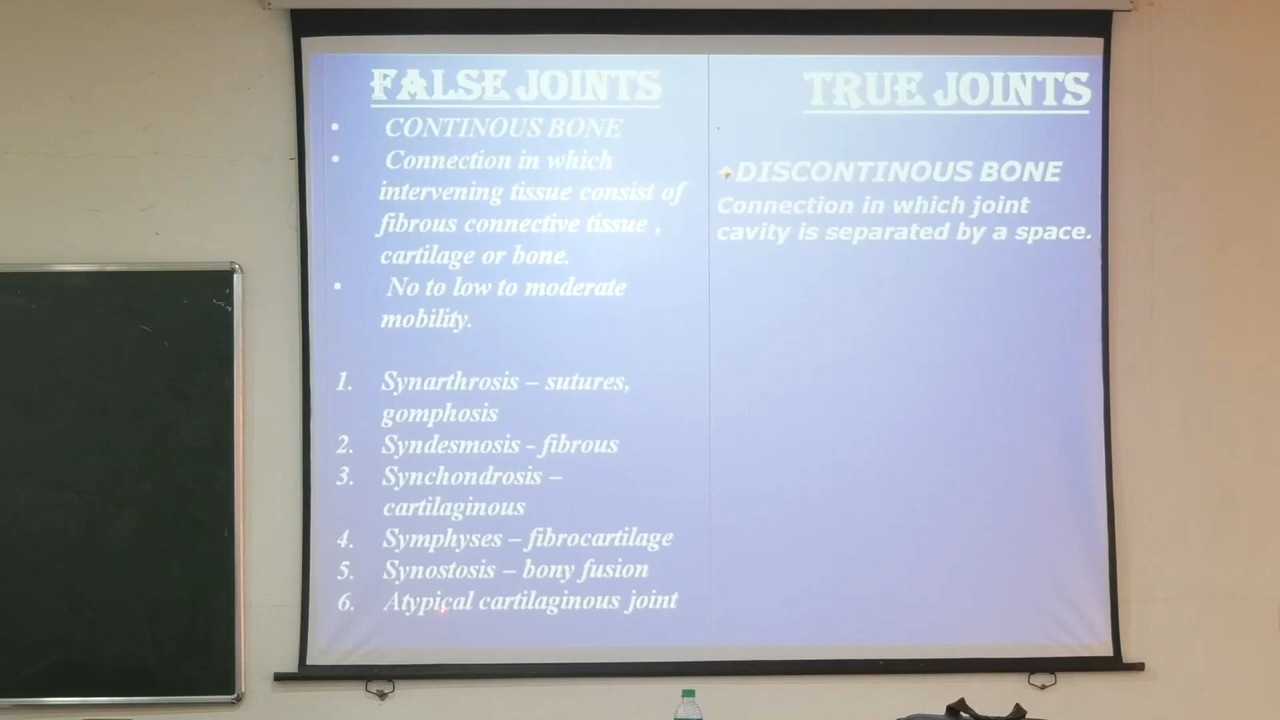 FALSE JOINTS
• CONTINOUS BONE
• Connection in which
intervening tissue consist of
fibrous connective tissue ,
cartilage or bone.
• No to low to moderate
mobility.
1. Synarthrosis – sutures,
gomphosis
2. Syndesmosis - fibrous
3. Synchondrosis –
cartilaginous
4. Symphyses – fibrocartilage
5. Synostosis – bony fusion
6. Atypical cartilaginous joint
TRUE JOINTS
DISCONTINOUS BONE
Connection in which joint
cavity is separated by a space.